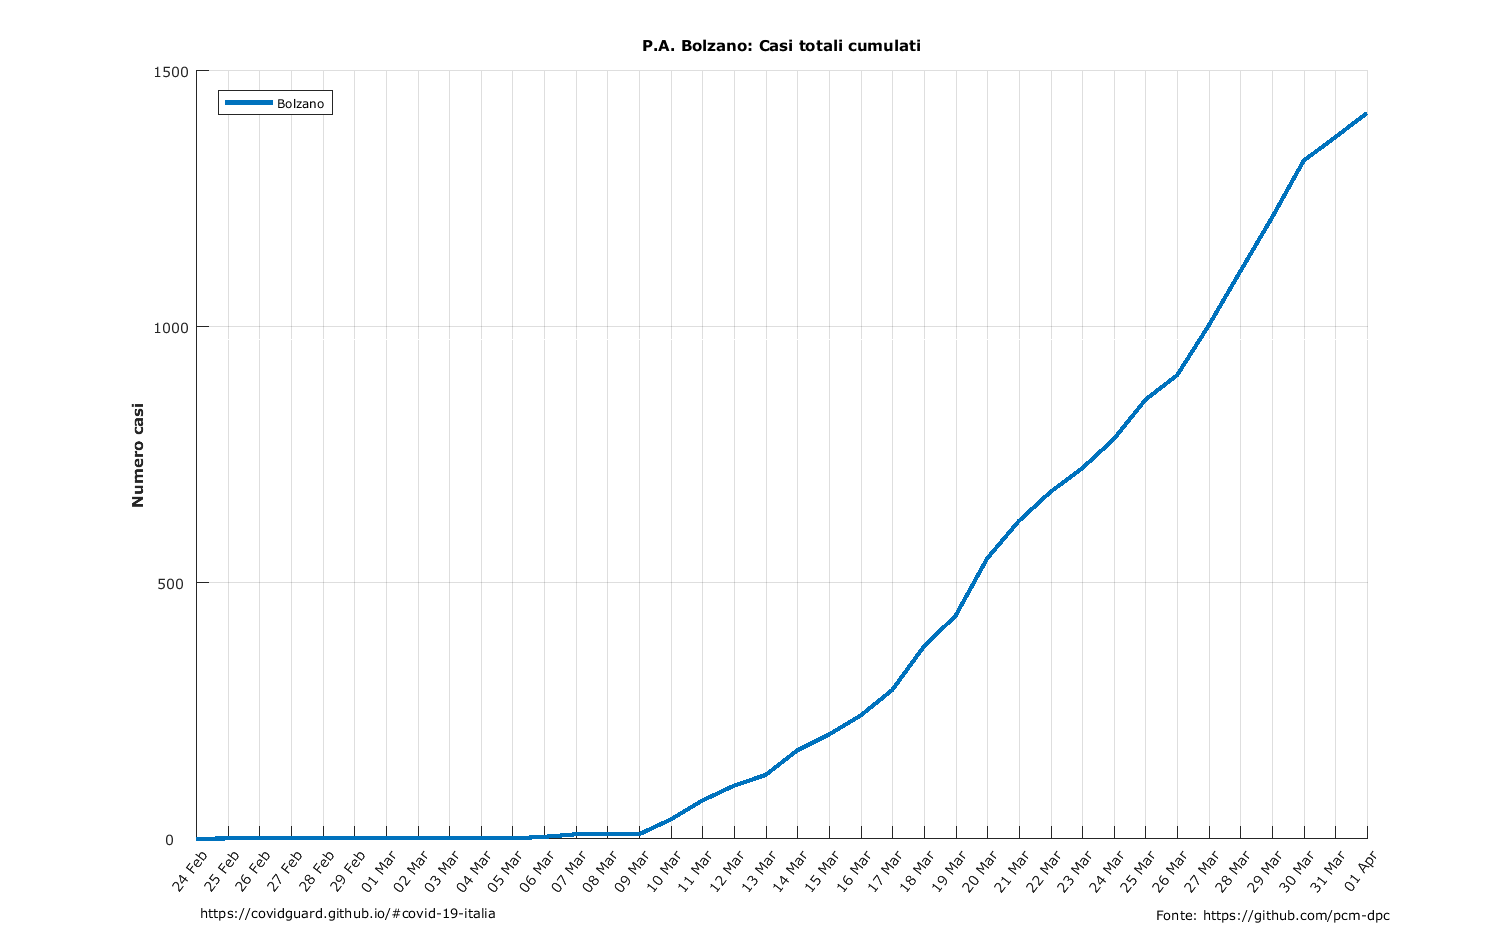 P.A. Bolzano: Casi totali cumulati
1500
Bolzano
1000
Numero casi
500
0
24 Feb
25 Feb
26 Feb
27 Feb
28 Feb
29 Feb
01 Mar
02 Mar
03 Mar
04 Mar
05 Mar
06 Mar
07 Mar
08 Mar
09 Mar
10 Mar
11 Mar
12 Mar
13 Mar
14 Mar
15 Mar
16 Mar
17 Mar
18 Mar
19 Mar
20 Mar
21 Mar
22 Mar
23 Mar
24 Mar
25 Mar
26 Mar
27 Mar
28 Mar
29 Mar
30 Mar
31 Mar
01 Apr
https://covidguard.github.io/#covid-19-italia
Fonte: https://github.com/pcm-dpc